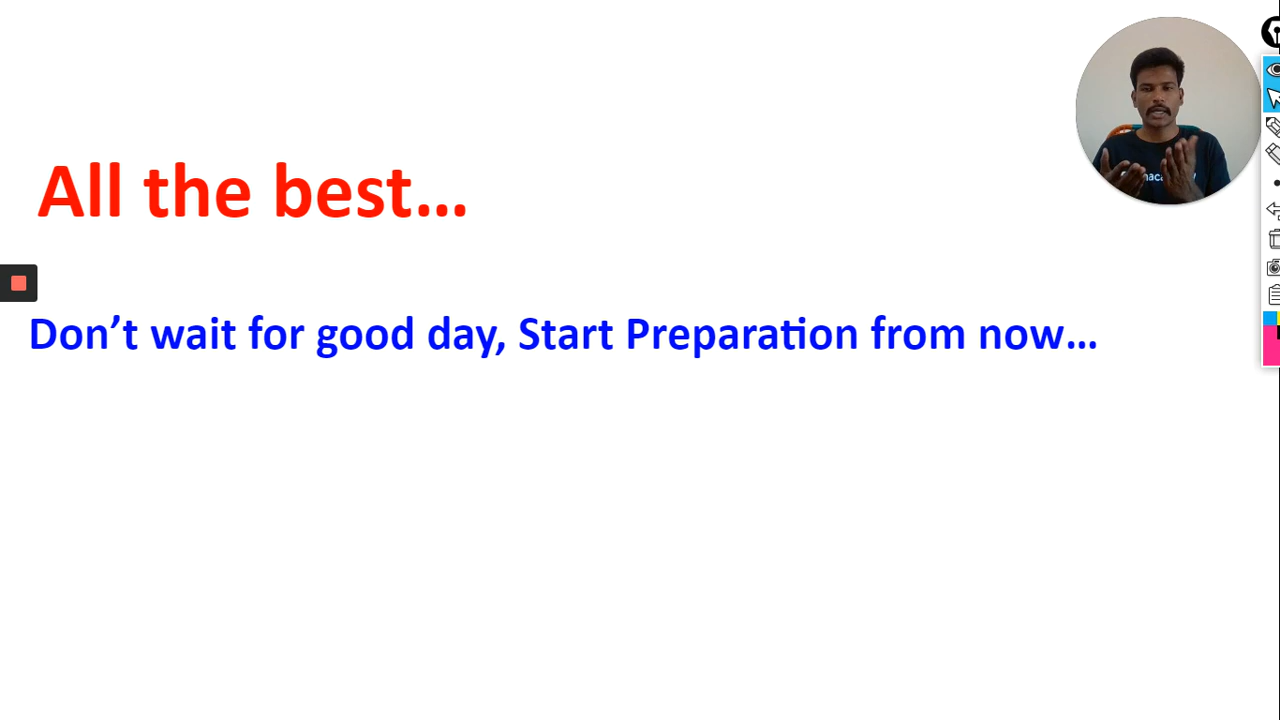 All the best...
Don’t wait for good day, Start Preparation from now...